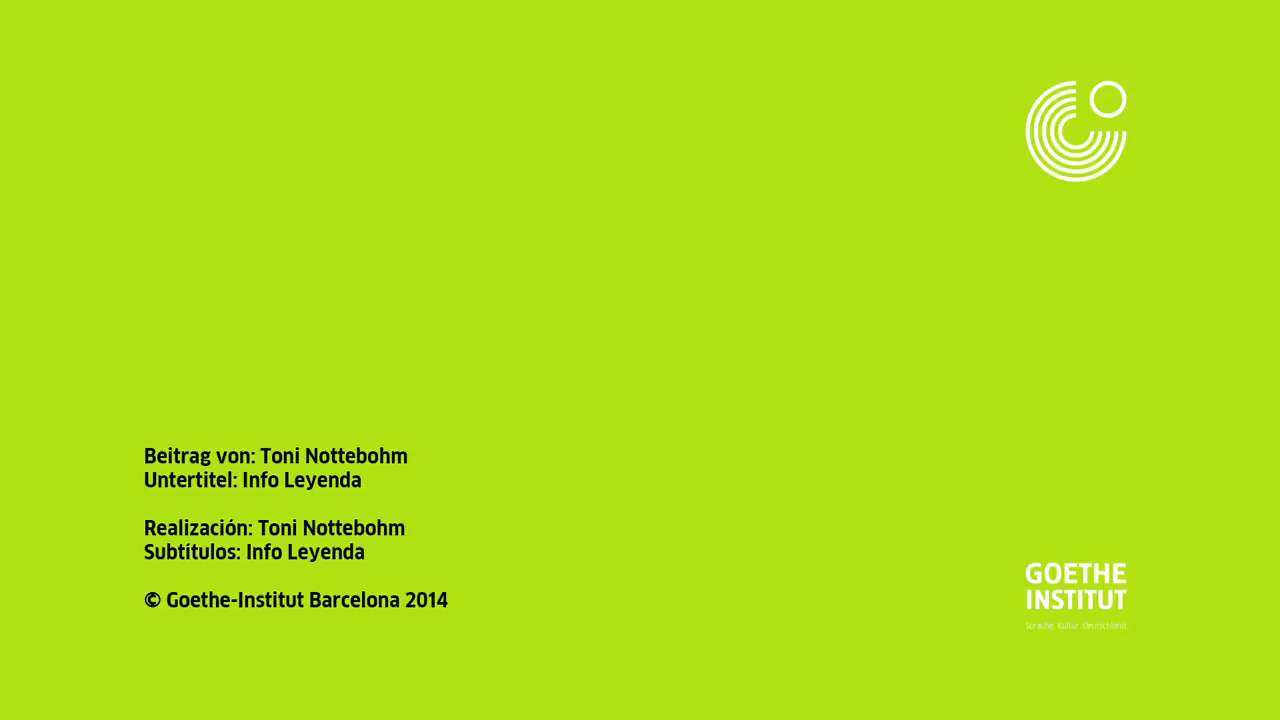 Beitrag von: Toni Nottebohm
Untertitel: Info Leyenda
Realización: Toni Nottebohm
Subtítulos: Info Leyenda
© Goethe-Institut Barcelona 2014
GOETHE
INSTITUT
Sprache. Kultur. Deutschland.